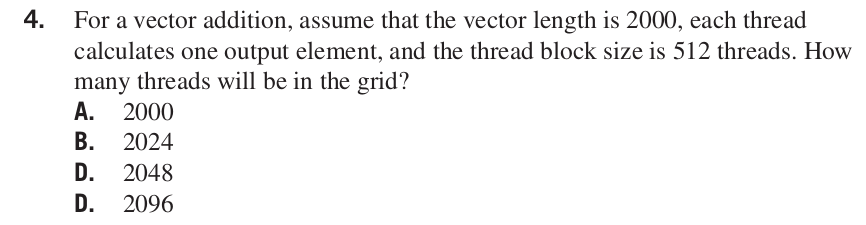 4. For a vector addition, assume that the vector length is 2000, each thread
calculates one output element, and the thread block size is 512 threads. How
many threads will be in the grid?
A. 2000
B. 2024
D. 2048
D. 2096